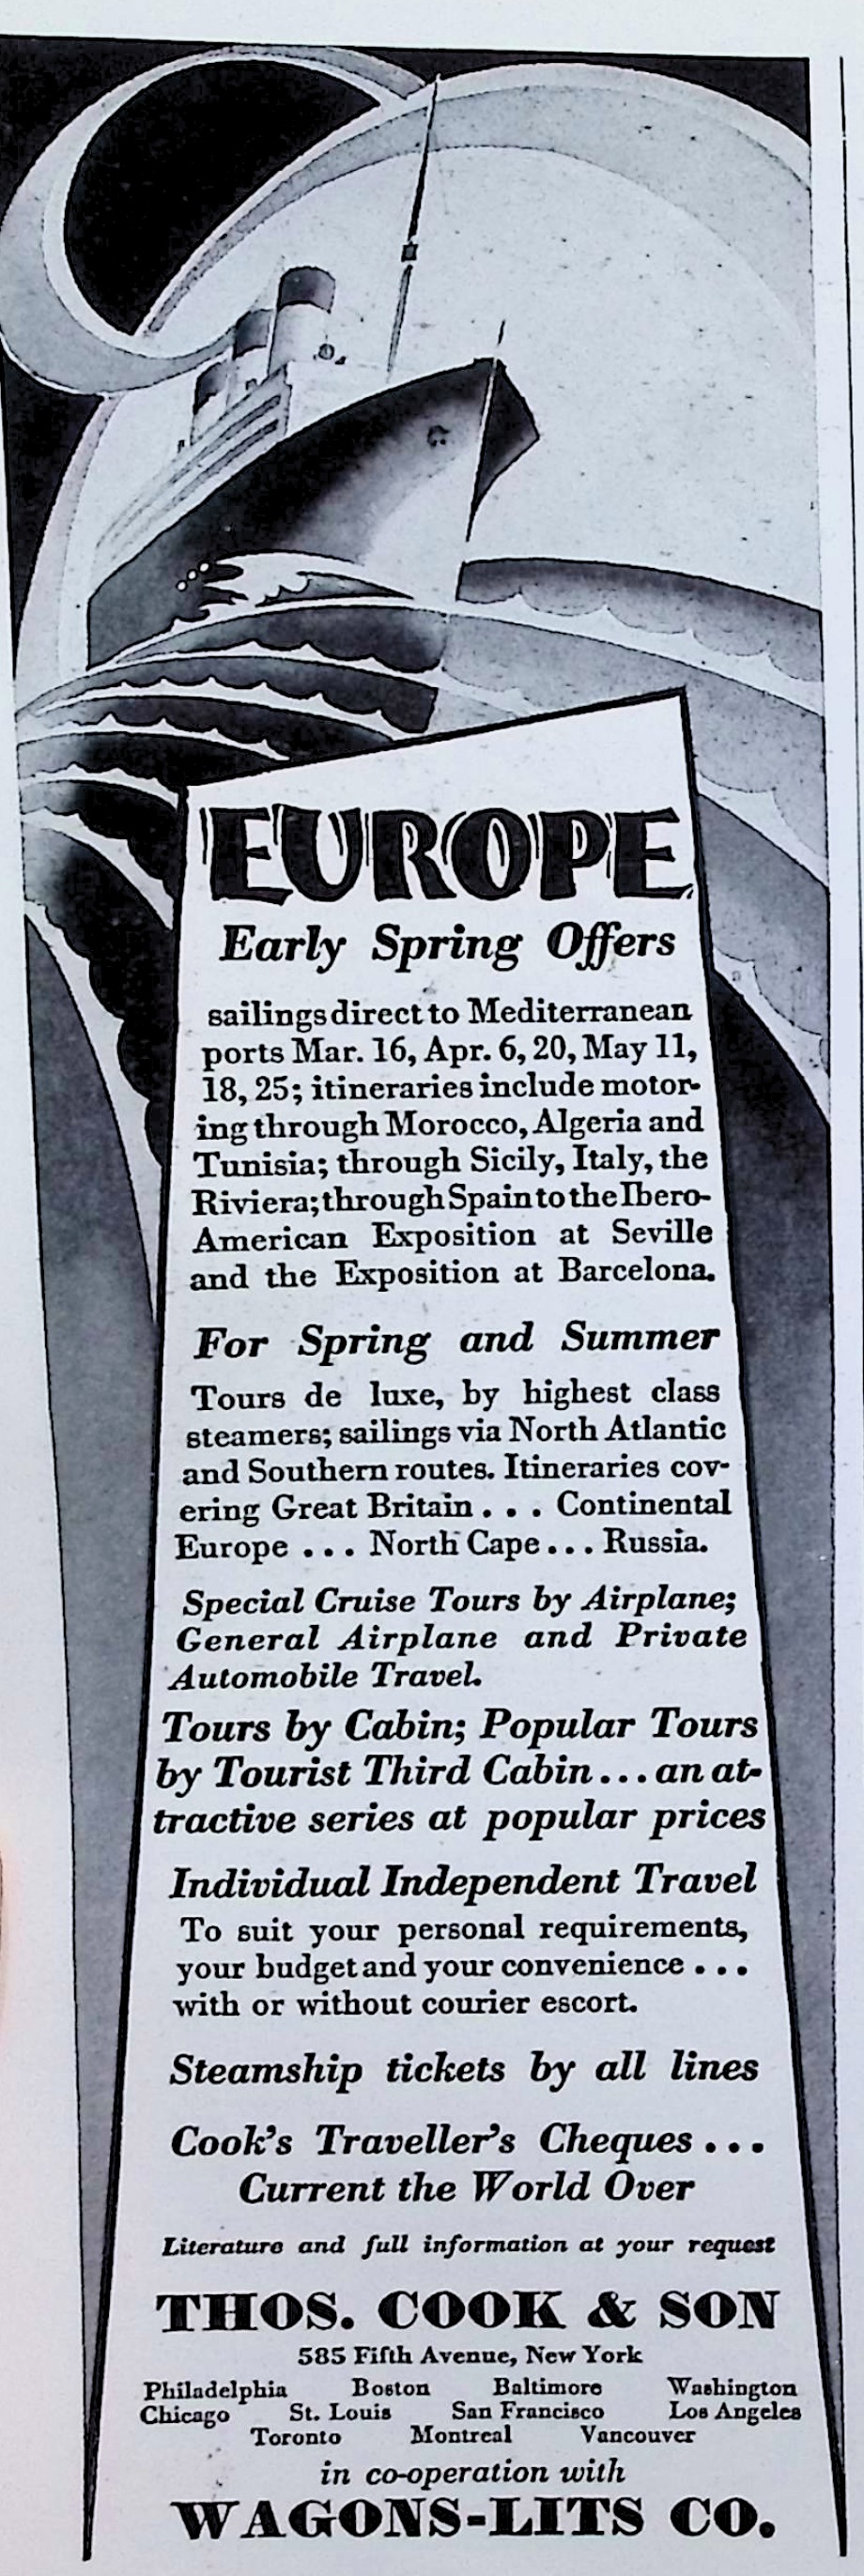 EUROPE
Early Spring Offers
sailings direct to Mediterranean
ports Mar. 16, Apr. 6, 20, May 11,
18, 25; itineraries include motor-
ing through Morocco, Algeria and
Tunisia; through Sicily, Italy, the
Riviera; through Spain to the Ibero-
American Exposition at Seville
and the Exposition at Barcelona.
For Spring and Summer
Tours de luxe, by highest class
steamers; sailings via North Atlantic
and Southern routes. Itineraries cov-
ering Great Britain . . . Continental
Europe . . . North Cape . . . Russia.
Special Cruise Tours by Airplane;
General Airplane and Private
Automobile Travel.
Tours by Cabin; Popular Tours
by Tourist Third Cabin . . . an at-
tractive series at popular prices
Individual Independent Travel
To suit your personal requirements,
your budget and your convenience . . .
with or without courier escort.
Steamship tickets by all lines
Cook's Traveller's Cheques . . .
Current the World Over
Literature and full information at your request
THOS. COOK & SON
585 Fifth Avenue, New York
Philadelphia Boston Baltimore Washington
Chicago St. Louis San Francisco Los Angeles
Toronto Montreal Vancouver
in co-operation with
WAGONS-LITS CO.